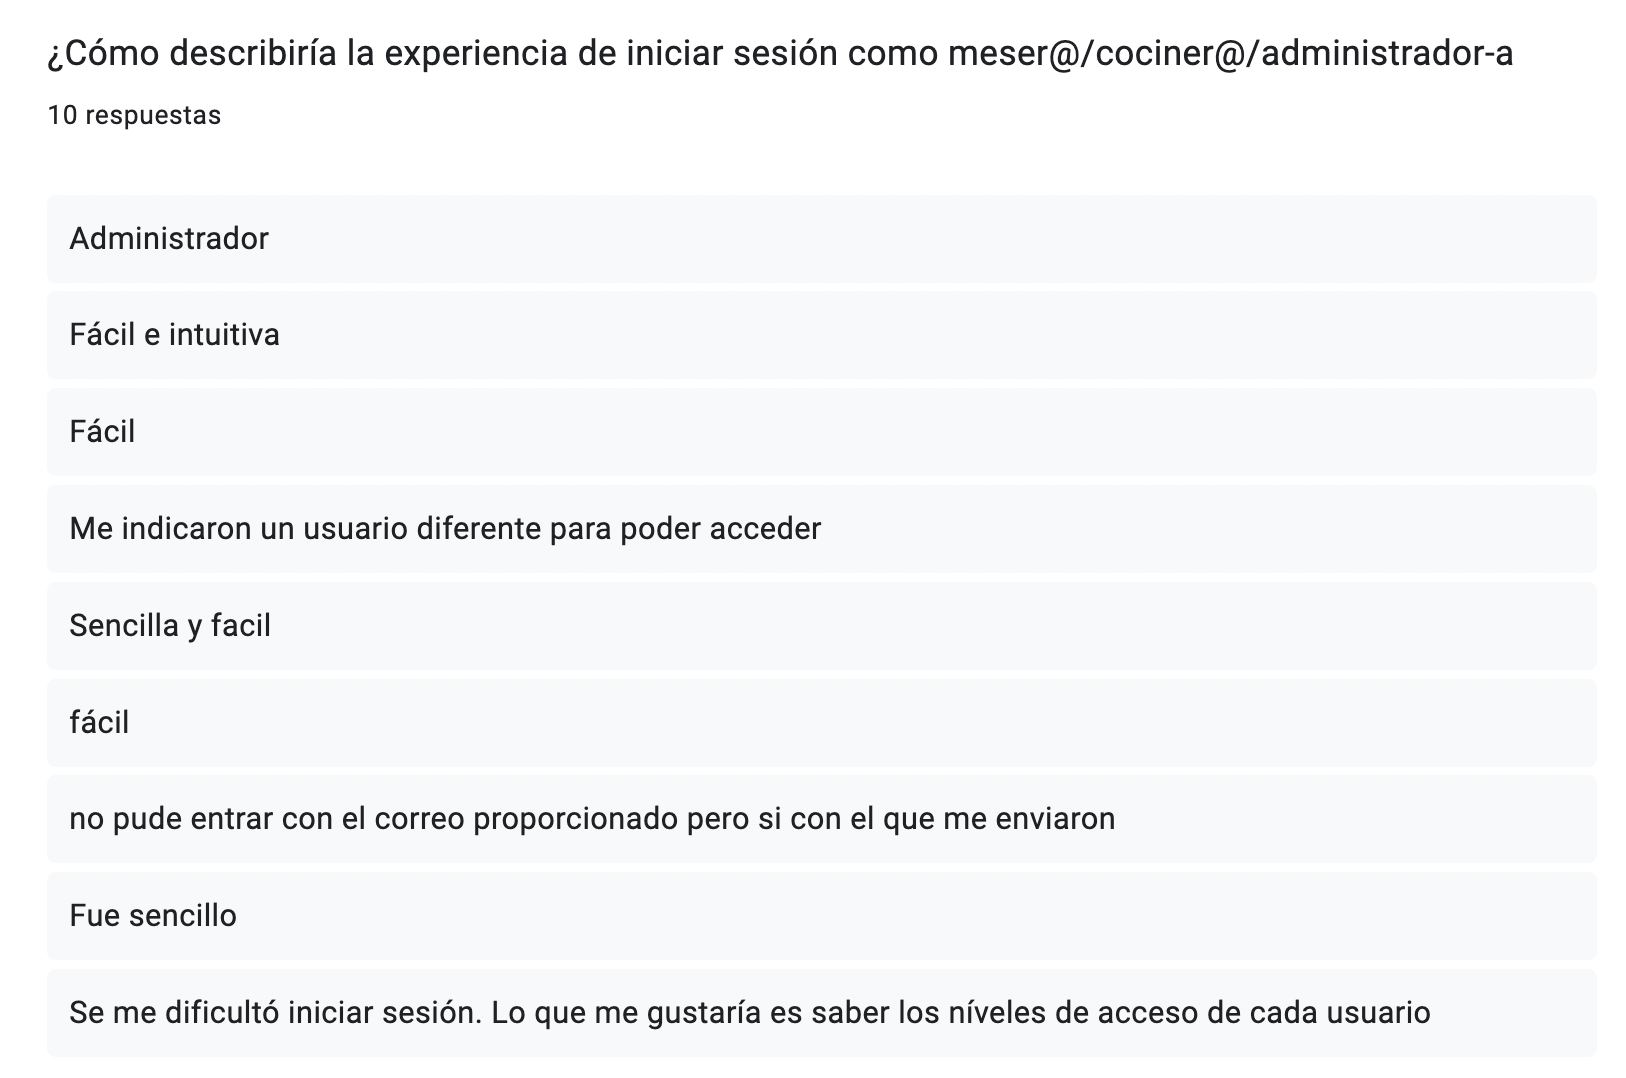 ¿Cómo describiría la experiencia de iniciar sesión como meser@/cociner@/administrador-a
10 respuestas
Administrador
Fácil e intuitiva
Fácil
Me indicaron un usuario diferente para poder acceder
Sencilla y facil
fácil
no pude entrar con el correo proporcionado pero si con el que me enviaron
Fue sencillo
Se me dificultó iniciar sesión. Lo que me gustaría es saber los níveles de acceso de cada usuario